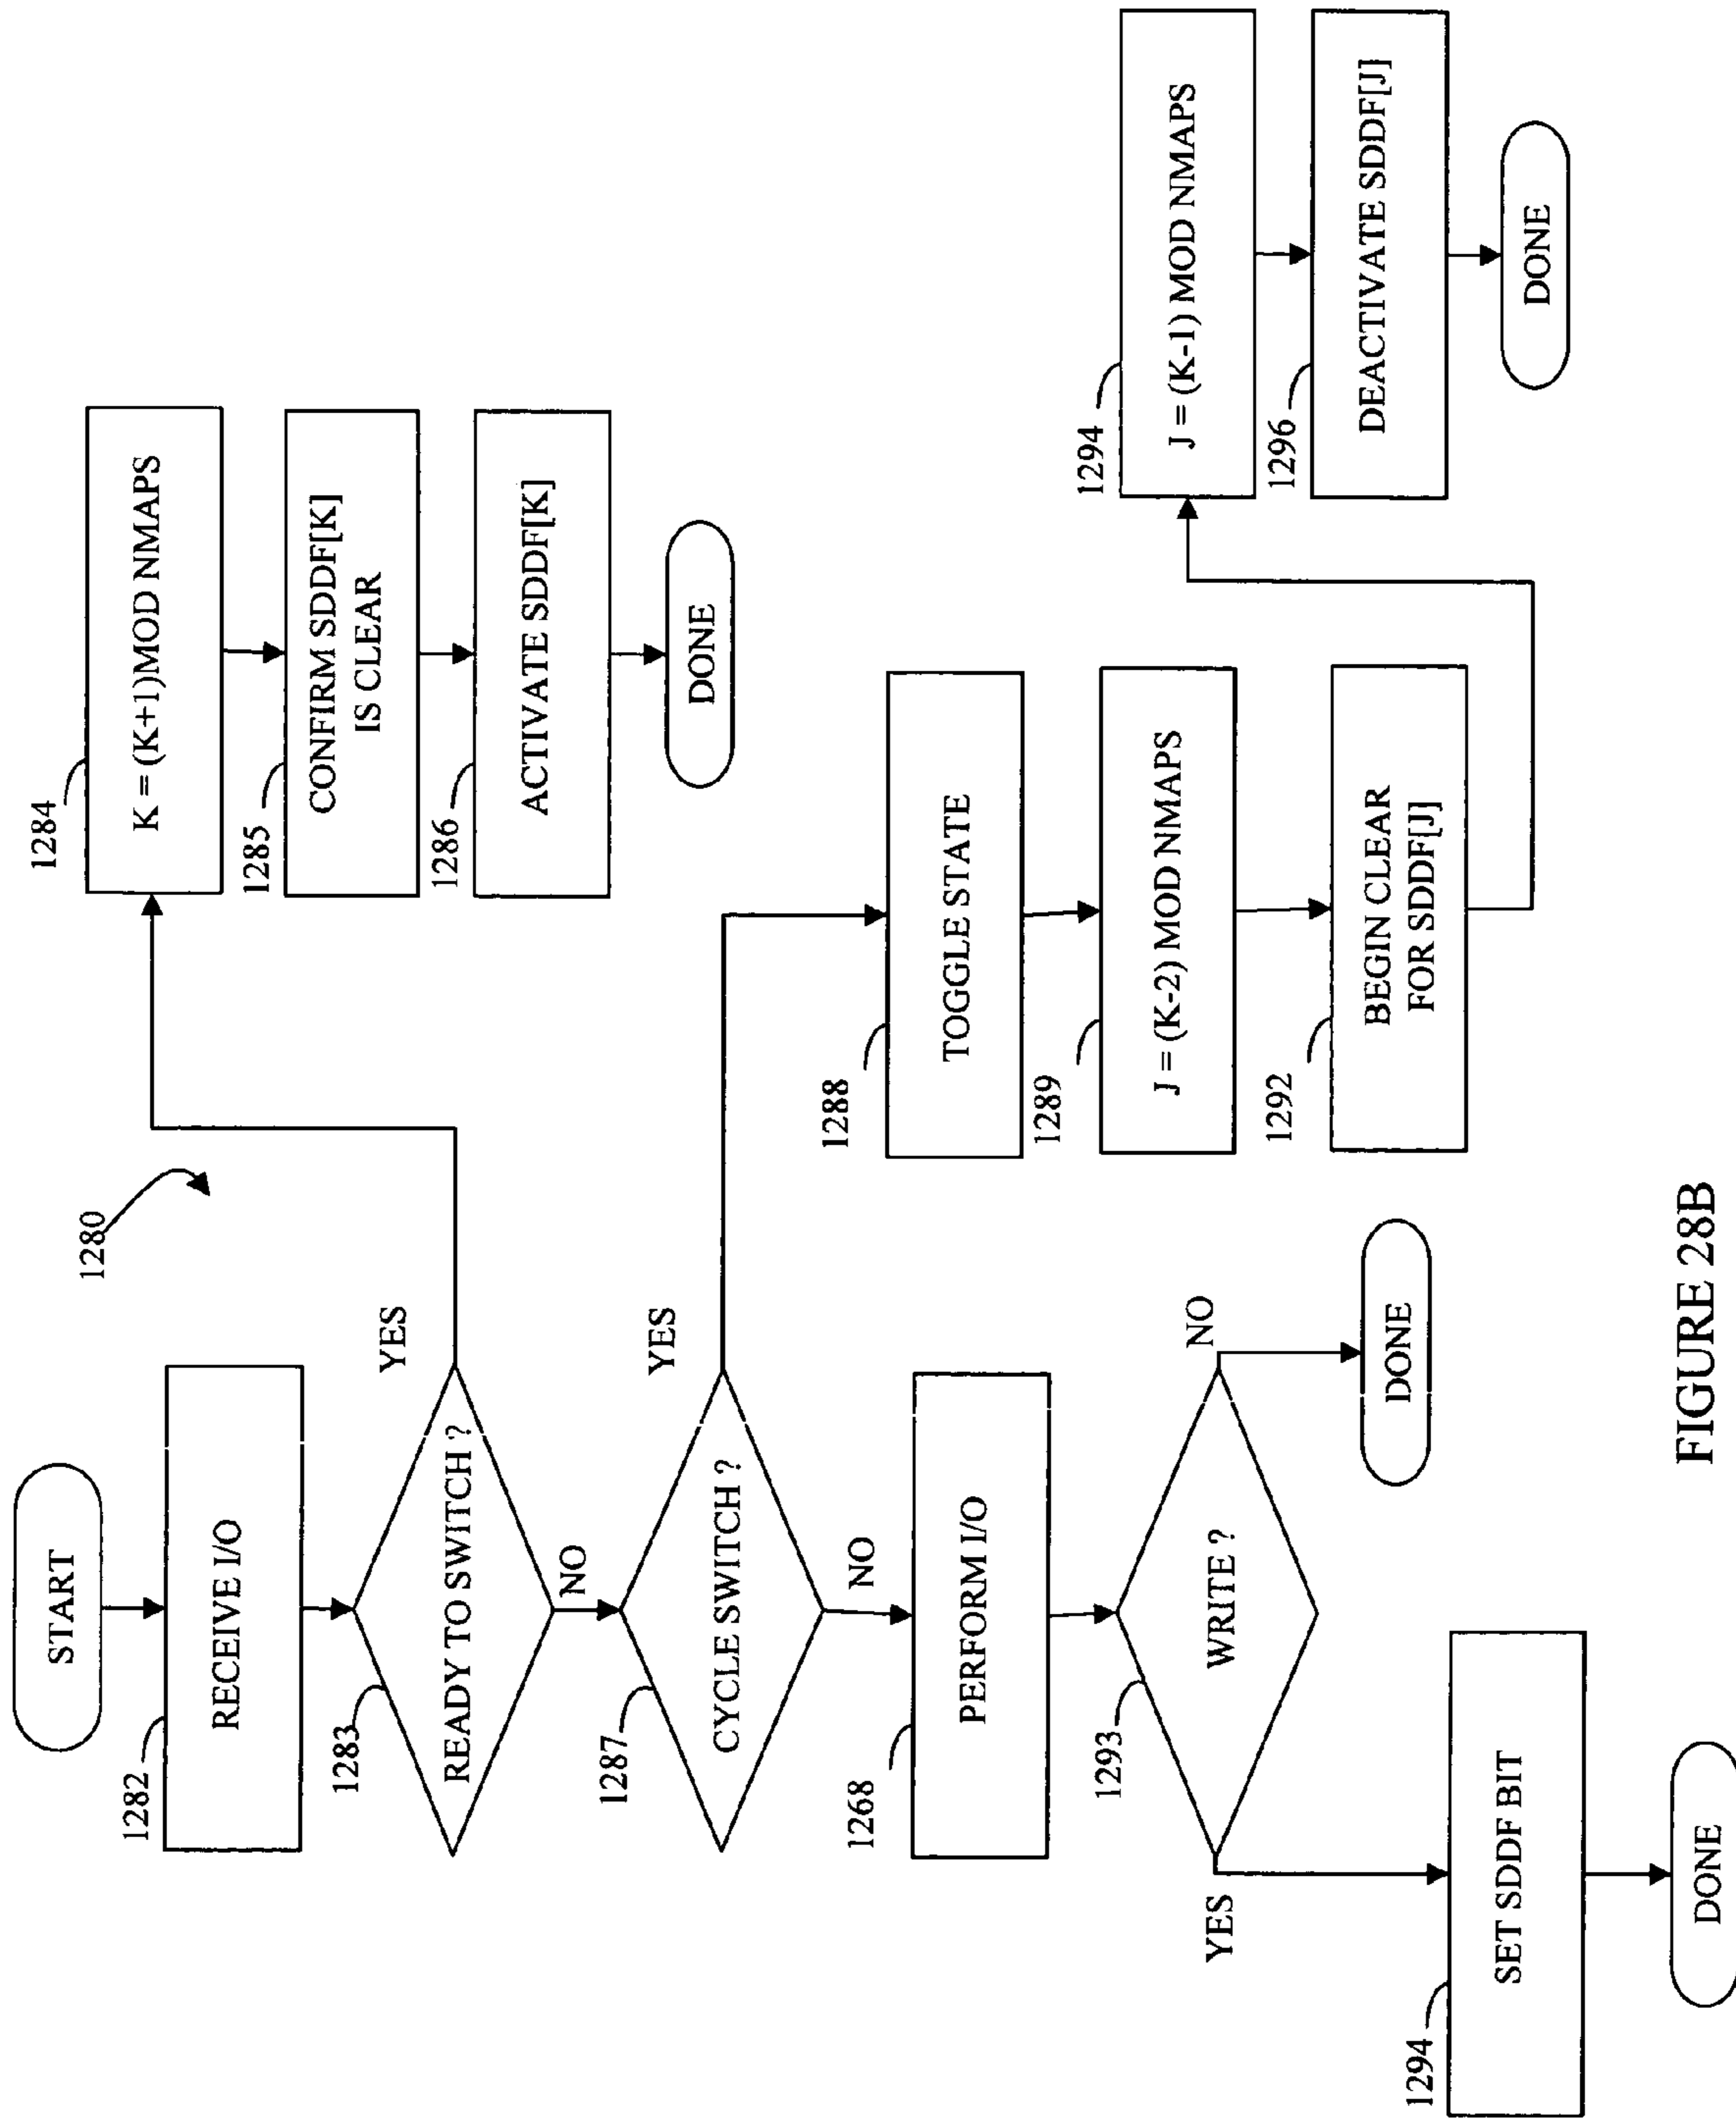 1280
START
1282
RECEIVE I/O
1283
READY TO SWITCH ?
YES
NO
1284
K = (K+1)MOD NMAPS
1285
CONFIRM SDDF[K]
IS CLEAR
1286
ACTIVATE SDDF[K]
DONE
1287
CYCLE SWITCH ?
YES
NO
1288
TOGGLE STATE
1289
J = (K-2) MOD NMAPS
1292
BEGIN CLEAR
FOR SDDF[J]
1294
J = (K-1) MOD NMAPS
1296
DEACTIVATE SDDF[J]
DONE
1268
PERFORM I/O
1293
WRITE ?
NO
DONE
YES
1294
SET SDDF BIT
DONE
FIGURE 28B